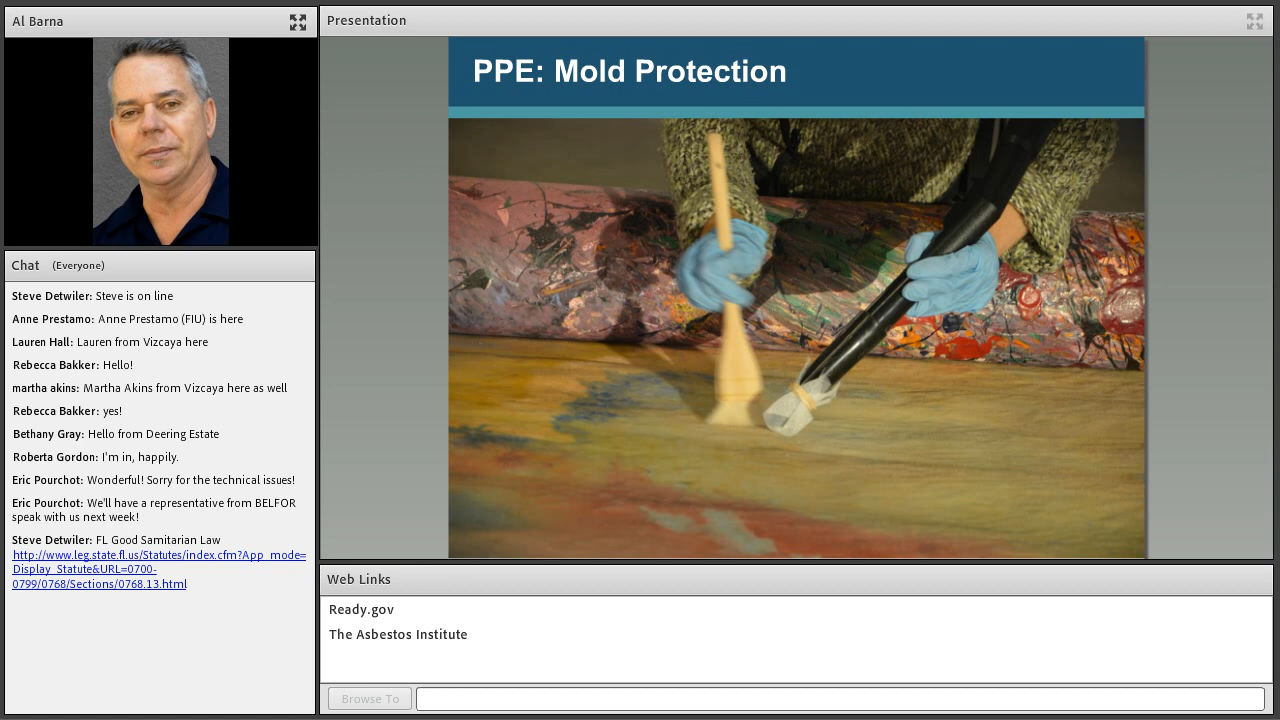 Al Barna
Presentation
PPE: Mold Protection
Chat (Everyone)
Steve Detwiler: Steve is on line
Anne Prestamo: Anne Prestamo (FIU) is here
Lauren Hall: Lauren from Vizcaya here
Rebecca Bakker: Hello!
martha akins: Martha Akins from Vizcaya here as well
Rebecca Bakker: yes!
Bethany Gray: Hello from Deering Estate
Roberta Gordon: I'm in, happily.
Eric Pourchot: Wonderful! Sorry for the technical issues!
Eric Pourchot: We'll have a representative from BELFOR
speak with us next week!
Steve Detwiler: FL Good Samitarian Law
http://www.leg.state.fl.us/Statutes/index.cfm?App_mode=
Display_Statute&URL=0700-
0799/0768/Sections/0768.13.html
Web Links
Ready.gov
The Asbestos Institute
Browse To